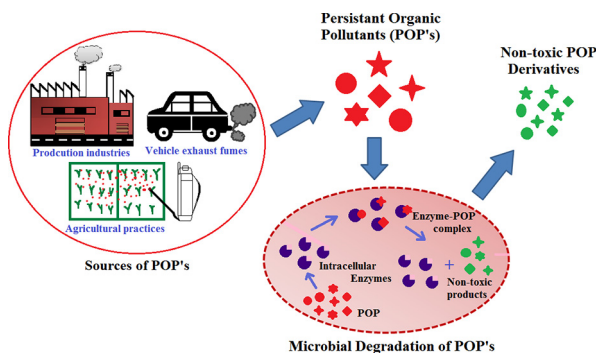 Persistant Organic
Pollutants (POP's)
Non-toxic POP
Derivatives
Prodcution industries
Vehicle exhaust fumes
Agricultural practices
Sources of POP's
Enzyme-POP
complex
Intracellular
Enzymes
+
Non-toxic
products
POP
Microbial Degradation of POP's